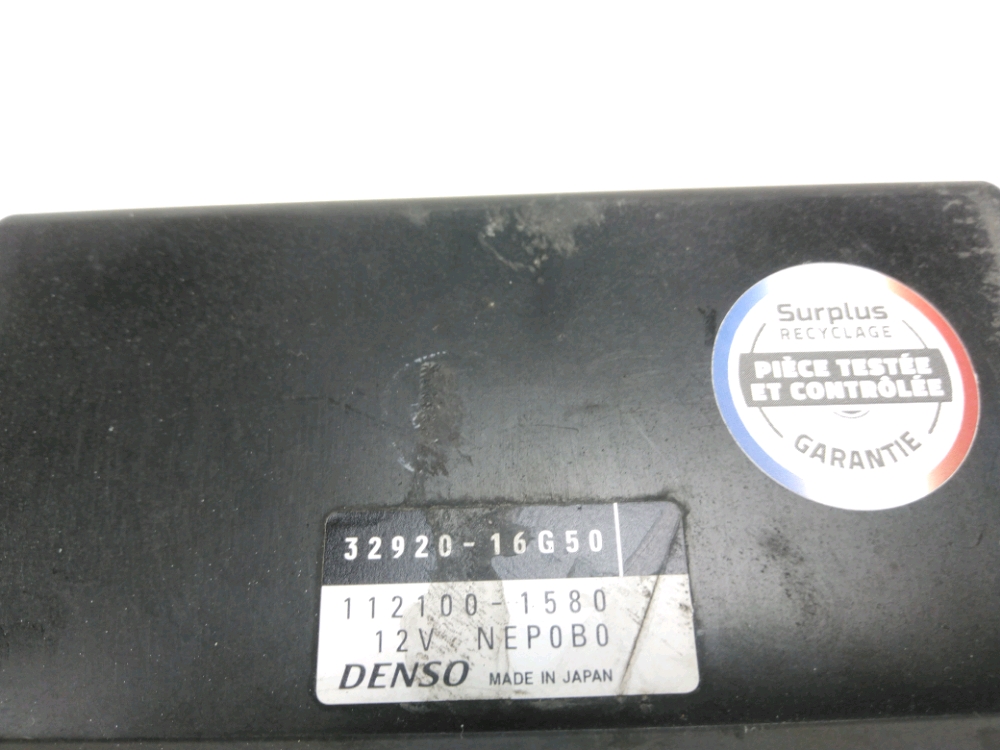 Surplus
RECYCLAGE
PIÈCE TESTÉE
ET CONTRÔLÉE
GARANTIE
32920-16G50
112100-1580
12V NEP0B0
DENSO MADE IN JAPAN